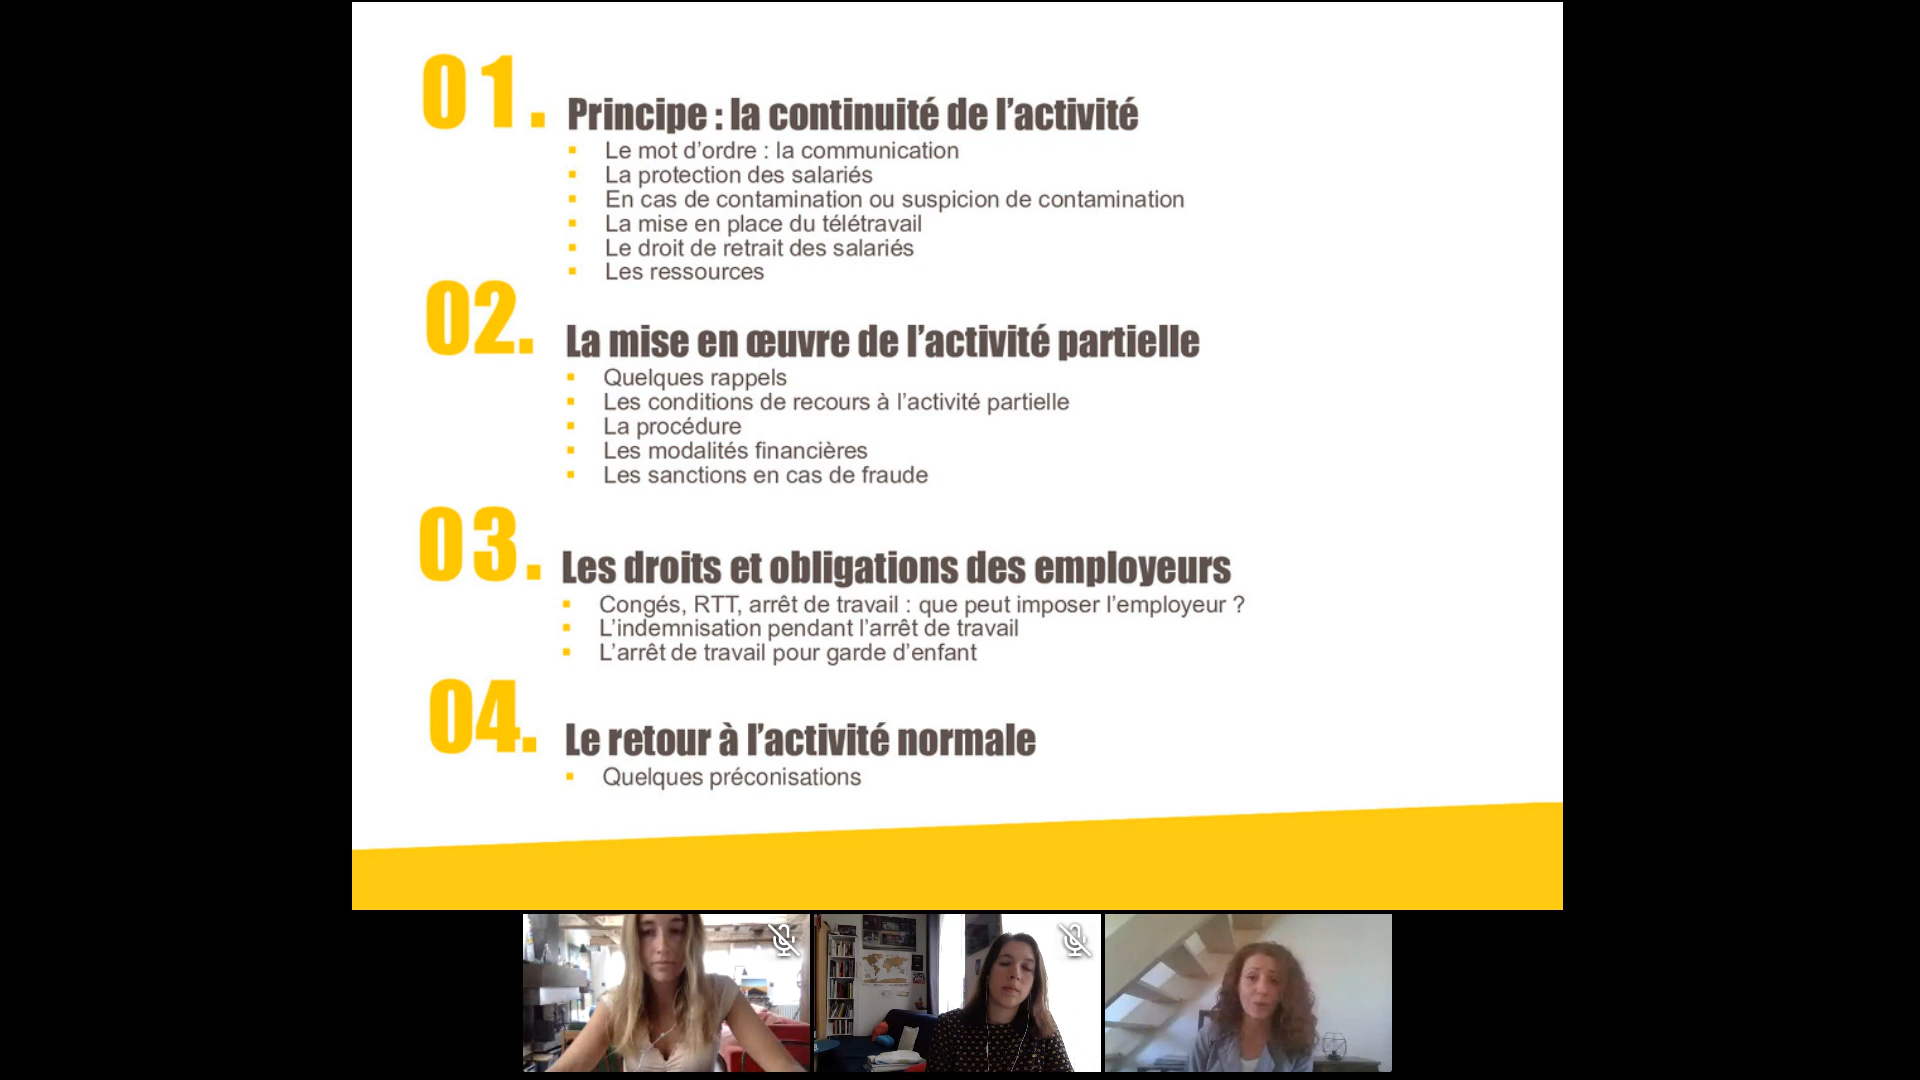 01.
Principe : la continuité de l’activité
▪ Le mot d’ordre : la communication
▪ La protection des salariés
▪ En cas de contamination ou suspicion de contamination
▪ La mise en place du télétravail
▪ Le droit de retrait des salariés
▪ Les ressources
02.
La mise en œuvre de l’activité partielle
▪ Quelques rappels
▪ Les conditions de recours à l’activité partielle
▪ La procédure
▪ Les modalités financières
▪ Les sanctions en cas de fraude
03.
Les droits et obligations des employeurs
▪ Congés, RTT, arrêt de travail : que peut imposer l’employeur ?
▪ L’indemnisation pendant l’arrêt de travail
▪ L’arrêt de travail pour garde d’enfant
04.
Le retour à l’activité normale
▪ Quelques préconisations